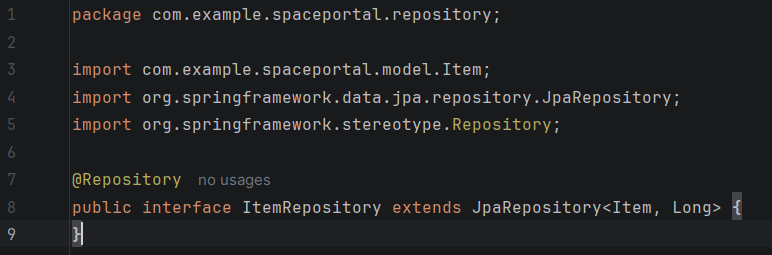 1 package com.example.spaceportal.repository;
2
3 import com.example.spaceportal.model.Item;
4 import org.springframework.data.jpa.repository.JpaRepository;
5 import org.springframework.stereotype.Repository;
6
7 @Repository no usages
8 public interface ItemRepository extends JpaRepository<Item, Long> {
9 }